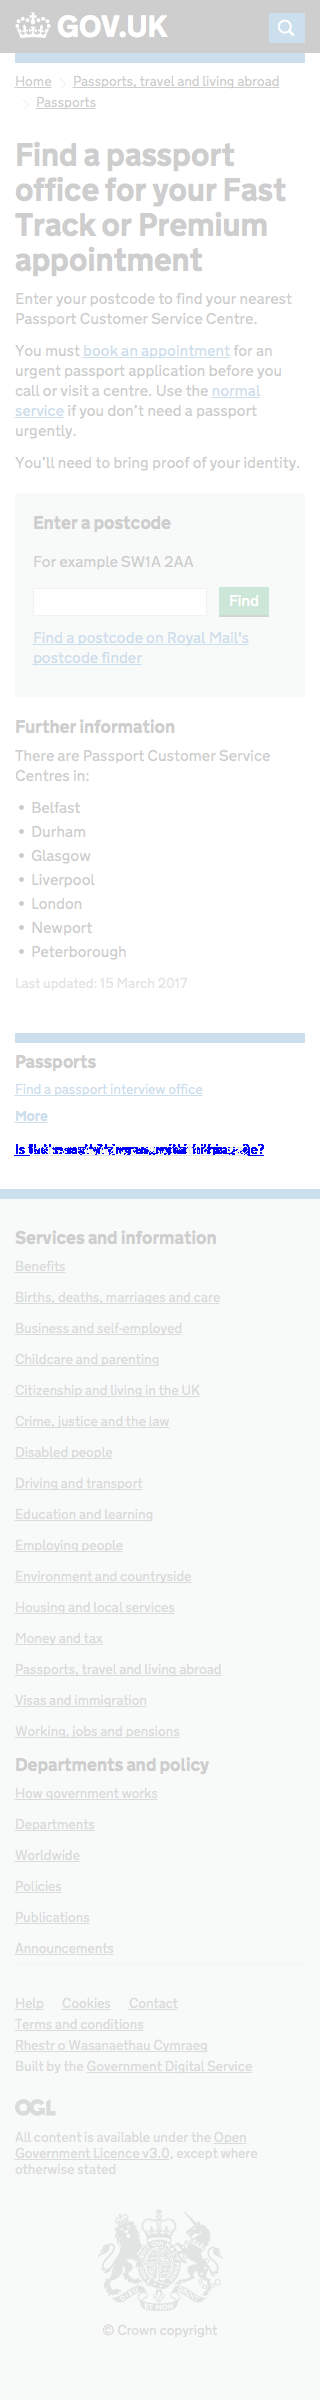 GOV.UK
Home Passports, travel and living abroad
Passports
Find a passport
office for your Fast
Track or Premium
appointment
Enter your postcode to find your nearest
Passport Customer Service Centre.
You must book an appointment for an
urgent passport application before you
call or visit a centre. Use the normal
service if you don't need a passport
urgently.
You'll need to bring proof of your identity.
Enter a postcode
For example SW1A 2AA
Find
Find a postcode on Royal Mail's
postcode finder
Further information
There are Passport Customer Service
Centres in:
• Belfast
• Durham
• Glasgow
• Liverpool
• London
• Newport
• Peterborough
Last updated: 15 March 2017
Passports
Find a passport interview office
More
Is
Services and information
Benefits
Births, deaths, marriages and care
Business and self-employed
Childcare and parenting
Citizenship and living in the UK
Crime, justice and the law
Disabled people
Driving and transport
Education and learning
Employing people
Environment and countryside
Housing and local services
Money and tax
Passports, travel and living abroad
Visas and immigration
Working, jobs and pensions
Departments and policy
How government works
Departments
Worldwide
Policies
Publications
Announcements
Help Cookies Contact
Terms and conditions
Rhestr o Wasanaethau Cymraeg
Built by the Government Digital Service
OGL
All content is available under the Open
Government Licence v3.0, except where
otherwise stated
© Crown copyright